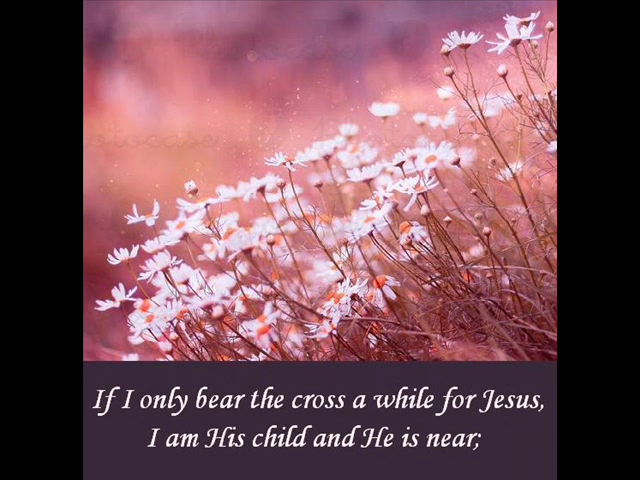 If I only bear the cross a while for Jesus,
I am His child and He is near;